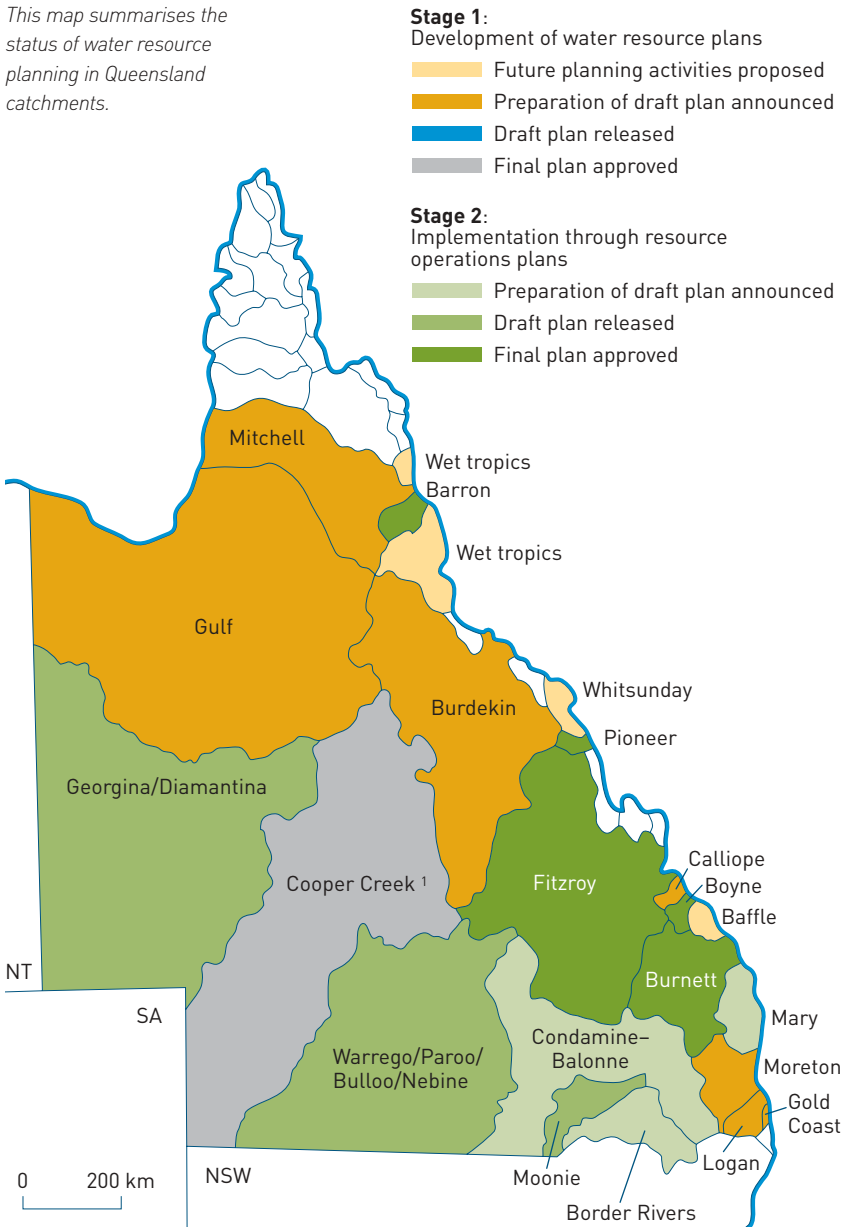 This map summarises the
status of water resource
planning in Queensland
catchments.
Stage 1:
Development of water resource plans
Future planning activities proposed
Preparation of draft plan announced
Draft plan released
Final plan approved
Stage 2:
Implementation through resource
operations plans
Preparation of draft plan announced
Draft plan released
Final plan approved
Mitchell
Wet tropics
Barron
Wet tropics
Gulf
Burdekin
Whitsunday
Pioneer
Georgina/Diamantina
Cooper Creek ¹
Fitzroy
Calliope
Boyne
Baffle
NT
Burnett
SA
Mary
Condamine–
Balonne
Warrego/Paroo/
Bulloo/Nebine
Moreton
Gold
Coast
Logan
Moonie
Border Rivers
NSW
0 200 km